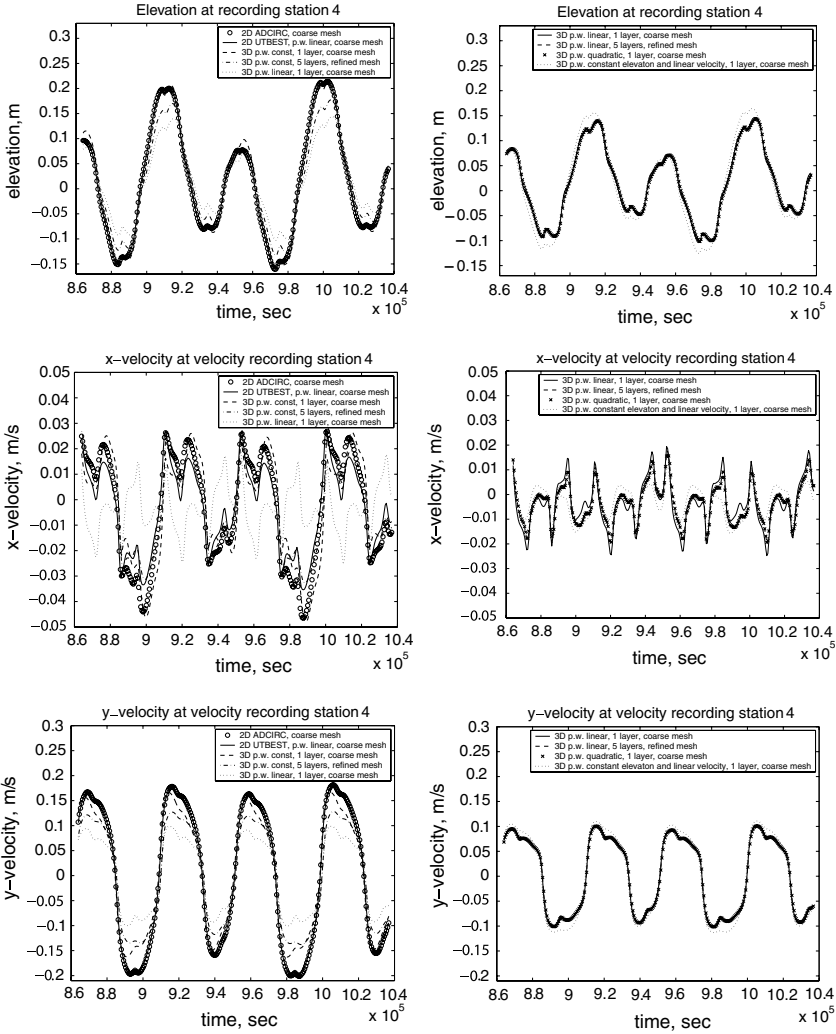 Elevation at recording station 4
2D ADCIRC, coarse mesh
2D UTBEST, p.w. linear, coarse mesh
3D p.w. const, 1 layer, coarse mesh
3D p.w. const, 5 layers, refined mesh
3D p.w. linear, 1 layer, coarse mesh
elevation,m
0.3
0.25
0.2
0.15
0.1
0.05
0
−0.05
−0.1
−0.15
8.6 8.8 9 9.2 9.4 9.6 9.8 10 10.2 10.4
time, sec
x 10⁵
Elevation at recording station 4
3D p.w. linear, 1 layer, coarse mesh
3D p.w. linear, 5 layers, refined mesh
3D p.w. quadratic, 1 layer, coarse mesh
3D p.w. constant elevaton and linear velocity, 1 layer, coarse mesh
elevation, m
0.3
0.25
0.2
0.15
0.1
0.05
0
−0.05
−0.1
−0.15
8.6 8.8 9 9.2 9.4 9.6 9.8 10 10.2 10.4
time, sec
x 10⁵
x−velocity at velocity recording station 4
2D ADCIRC, coarse mesh
2D UTBEST, p.w. linear, coarse mesh
3D p.w. const, 1 layer, coarse mesh
3D p.w. const, 5 layers, refined mesh
3D p.w. linear, 1 layer, coarse mesh
x−velocity, m/s
0.05
0.04
0.03
0.02
0.01
0
−0.01
−0.02
−0.03
−0.04
−0.05
8.6 8.8 9 9.2 9.4 9.6 9.8 10 10.2 10.4
time, sec
x 10⁵
x−velocity at velocity recording station 4
3D p.w. linear, 1 layer, coarse mesh
3D p.w. linear, 5 layers, refined mesh
3D p.w. quadratic, 1 layer, coarse mesh
3D p.w. constant elevaton and linear velocity, 1 layer, coarse mesh
x−velocity, m/s
0.05
0.04
0.03
0.02
0.01
0
−0.01
−0.02
−0.03
−0.04
−0.05
8.6 8.8 9 9.2 9.4 9.6 9.8 10 10.2 10.4
time, sec
x 10⁵
y−velocity at velocity recording station 4
2D ADCIRC, coarse mesh
2D UTBEST, p.w. linear, coarse mesh
3D p.w. const, 1 layer, coarse mesh
3D p.w. const, 5 layers, refined mesh
3D p.w. linear, 1 layer, coarse mesh
y−velocity, m/s
0.3
0.25
0.2
0.15
0.1
0.05
0
−0.05
−0.1
−0.15
−0.2
8.6 8.8 9 9.2 9.4 9.6 9.8 10 10.2 10.4
time, sec
x 10⁵
y−velocity at velocity recording station 4
3D p.w. linear, 1 layer, coarse mesh
3D p.w. linear, 5 layers, refined mesh
3D p.w. quadratic, 1 layer, coarse mesh
3D p.w. constant elevaton and linear velocity, 1 layer, coarse mesh
y−velocity, m/s
0.3
0.25
0.2
0.15
0.1
0.05
0
−0.05
−0.1
−0.15
−0.2
8.6 8.8 9 9.2 9.4 9.6 9.8 10 10.2 10.4
time, sec
x 10⁵